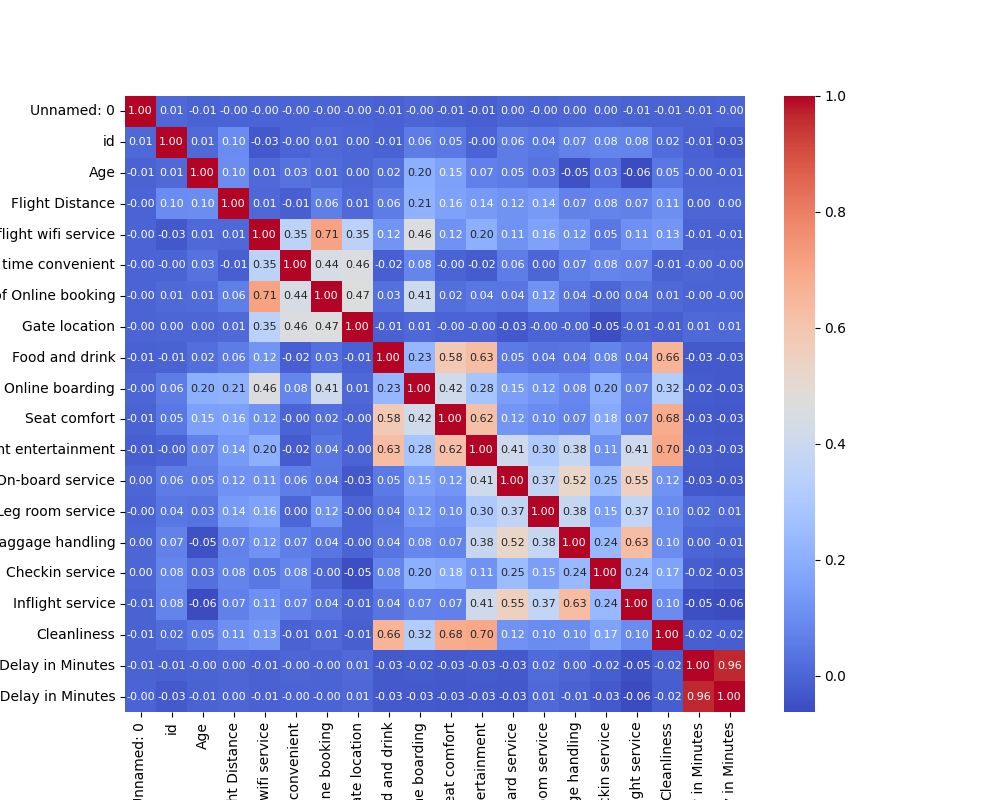 Unnamed: 0 1.00 0.01 -0.01 -0.00 -0.00 -0.00 -0.00 -0.00 -0.01 -0.00 -0.01 -0.01 0.00 -0.00 0.00 0.00 -0.01 -0.01 -0.01 -0.00
id 0.01 1.00 0.01 0.10 -0.03 -0.00 0.01 0.00 -0.01 0.06 0.05 -0.00 0.06 0.04 0.07 0.08 0.08 0.02 -0.01 -0.03
Age -0.01 0.01 1.00 0.10 0.01 0.03 0.01 0.00 0.02 0.20 0.15 0.07 0.05 0.03 -0.05 0.03 -0.06 0.05 -0.00 -0.01
Flight Distance -0.00 0.10 0.10 1.00 0.01 -0.01 0.06 0.01 0.06 0.21 0.16 0.14 0.12 0.14 0.07 0.08 0.07 0.11 0.00 0.00
flight wifi service -0.00 -0.03 0.01 0.01 1.00 0.35 0.71 0.35 0.12 0.46 0.12 0.20 0.11 0.16 0.12 0.05 0.11 0.13 -0.01 -0.01
time convenient -0.00 -0.00 0.03 -0.01 0.35 1.00 0.44 0.46 -0.02 0.08 -0.00 -0.02 0.06 0.00 0.07 0.08 0.07 -0.01 -0.00 -0.00
of Online booking -0.00 0.01 0.01 0.06 0.71 0.44 1.00 0.47 0.03 0.41 0.02 0.04 0.04 0.12 0.04 -0.00 0.04 0.01 -0.00 -0.00
Gate location -0.00 0.00 0.00 0.01 0.35 0.46 0.47 1.00 -0.01 0.01 -0.00 -0.00 -0.03 -0.00 -0.00 -0.05 -0.01 -0.01 0.01 0.01
Food and drink -0.01 -0.01 0.02 0.06 0.12 -0.02 0.03 -0.01 1.00 0.23 0.58 0.63 0.05 0.04 0.04 0.08 0.04 0.66 -0.03 -0.03
Online boarding -0.00 0.06 0.20 0.21 0.46 0.08 0.41 0.01 0.23 1.00 0.42 0.28 0.15 0.12 0.08 0.20 0.07 0.32 -0.02 -0.03
Seat comfort -0.01 0.05 0.15 0.16 0.12 -0.00 0.02 -0.00 0.58 0.42 1.00 0.62 0.12 0.10 0.07 0.18 0.07 0.68 -0.03 -0.03
nt entertainment -0.01 -0.00 0.07 0.14 0.20 -0.02 0.04 -0.00 0.63 0.28 0.62 1.00 0.41 0.30 0.38 0.11 0.41 0.70 -0.03 -0.03
On-board service 0.00 0.06 0.05 0.12 0.11 0.06 0.04 -0.03 0.05 0.15 0.12 0.41 1.00 0.37 0.52 0.25 0.55 0.12 -0.03 -0.03
Leg room service -0.00 0.04 0.03 0.14 0.16 0.00 0.12 -0.00 0.04 0.12 0.10 0.30 0.37 1.00 0.38 0.15 0.37 0.10 0.02 0.01
aggage handling 0.00 0.07 -0.05 0.07 0.12 0.07 0.04 -0.00 0.04 0.08 0.07 0.38 0.52 0.38 1.00 0.24 0.63 0.10 0.00 -0.01
Checkin service 0.00 0.08 0.03 0.08 0.05 0.08 -0.00 -0.05 0.08 0.20 0.18 0.11 0.25 0.15 0.24 1.00 0.24 0.17 -0.02 -0.03
Inflight service -0.01 0.08 -0.06 0.07 0.11 0.07 0.04 -0.01 0.04 0.07 0.07 0.41 0.55 0.37 0.63 0.24 1.00 0.10 -0.05 -0.06
Cleanliness -0.01 0.02 0.05 0.11 0.13 -0.01 0.01 -0.01 0.66 0.32 0.68 0.70 0.12 0.10 0.10 0.17 0.10 1.00 -0.02 -0.02
Delay in Minutes -0.01 -0.01 -0.00 0.00 -0.01 -0.00 -0.00 0.01 -0.03 -0.02 -0.03 -0.03 -0.03 0.02 0.00 -0.02 -0.05 -0.02 1.00 0.96
Delay in Minutes -0.00 -0.03 -0.01 0.00 -0.01 -0.00 -0.00 0.01 -0.03 -0.03 -0.03 -0.03 -0.03 0.01 -0.01 -0.03 -0.06 -0.02 0.96 1.00
Unnamed: 0
id
Age
ht Distance
wifi service
convenient
ne booking
ate location
d and drink
ne boarding
eat comfort
ertainment
ard service
om service
ge handling
ckin service
ght service
Cleanliness
in Minutes
in Minutes
1.0
0.8
0.6
0.4
0.2
0.0